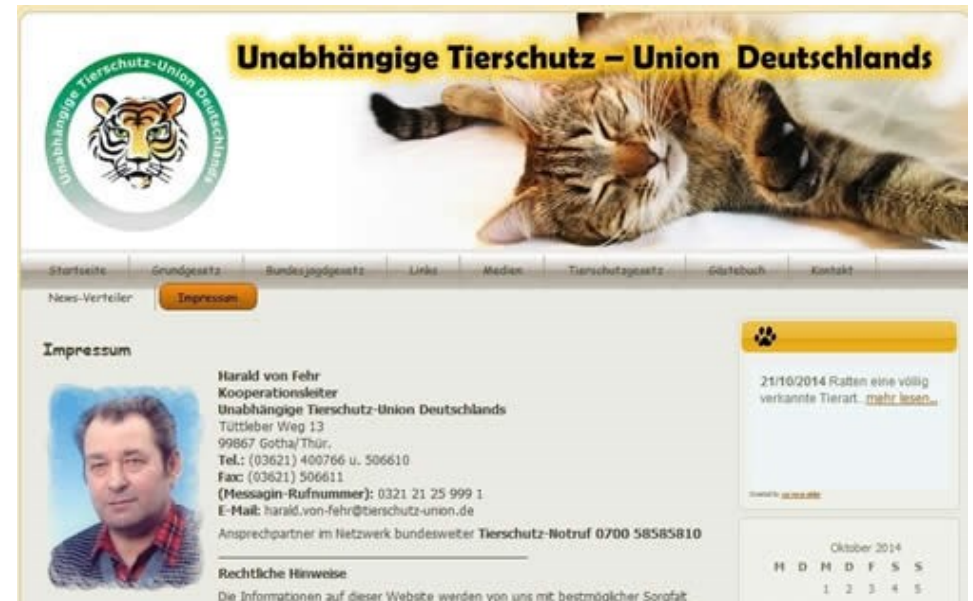 Unabhängige Tierschutz – Union Deutschlands
Unabhängige Tierschutz-Union Deutschlands
Startseite Grundgesetz Bundesjagdgesetz Links Medien Tierschutzgesetz Gästebuch Kontakt
News-Verteiler Impressum
Impressum
Harald von Fehr
Kooperationsleiter
Unabhängige Tierschutz-Union Deutschlands
Tüttleber Weg 13
99867 Gotha/Thür.
Tel.: (03621) 400766 u. 506610
Fax: (03621) 506611
(Messagin-Rufnummer): 0321 21 25 999 1
E-Mail: harald.von-fehr@tierschutz-union.de
Ansprechpartner im Netzwerk bundesweiter Tierschutz-Notruf 0700 58585810
Rechtliche Hinweise
Die Informationen auf dieser Website werden von uns mit bestmöglicher Sorgfalt
21/10/2014 Ratten eine völlig
verkannte Tierart...mehr lesen...
Oktober 2014
M D M D F S S
1 2 3 4 5